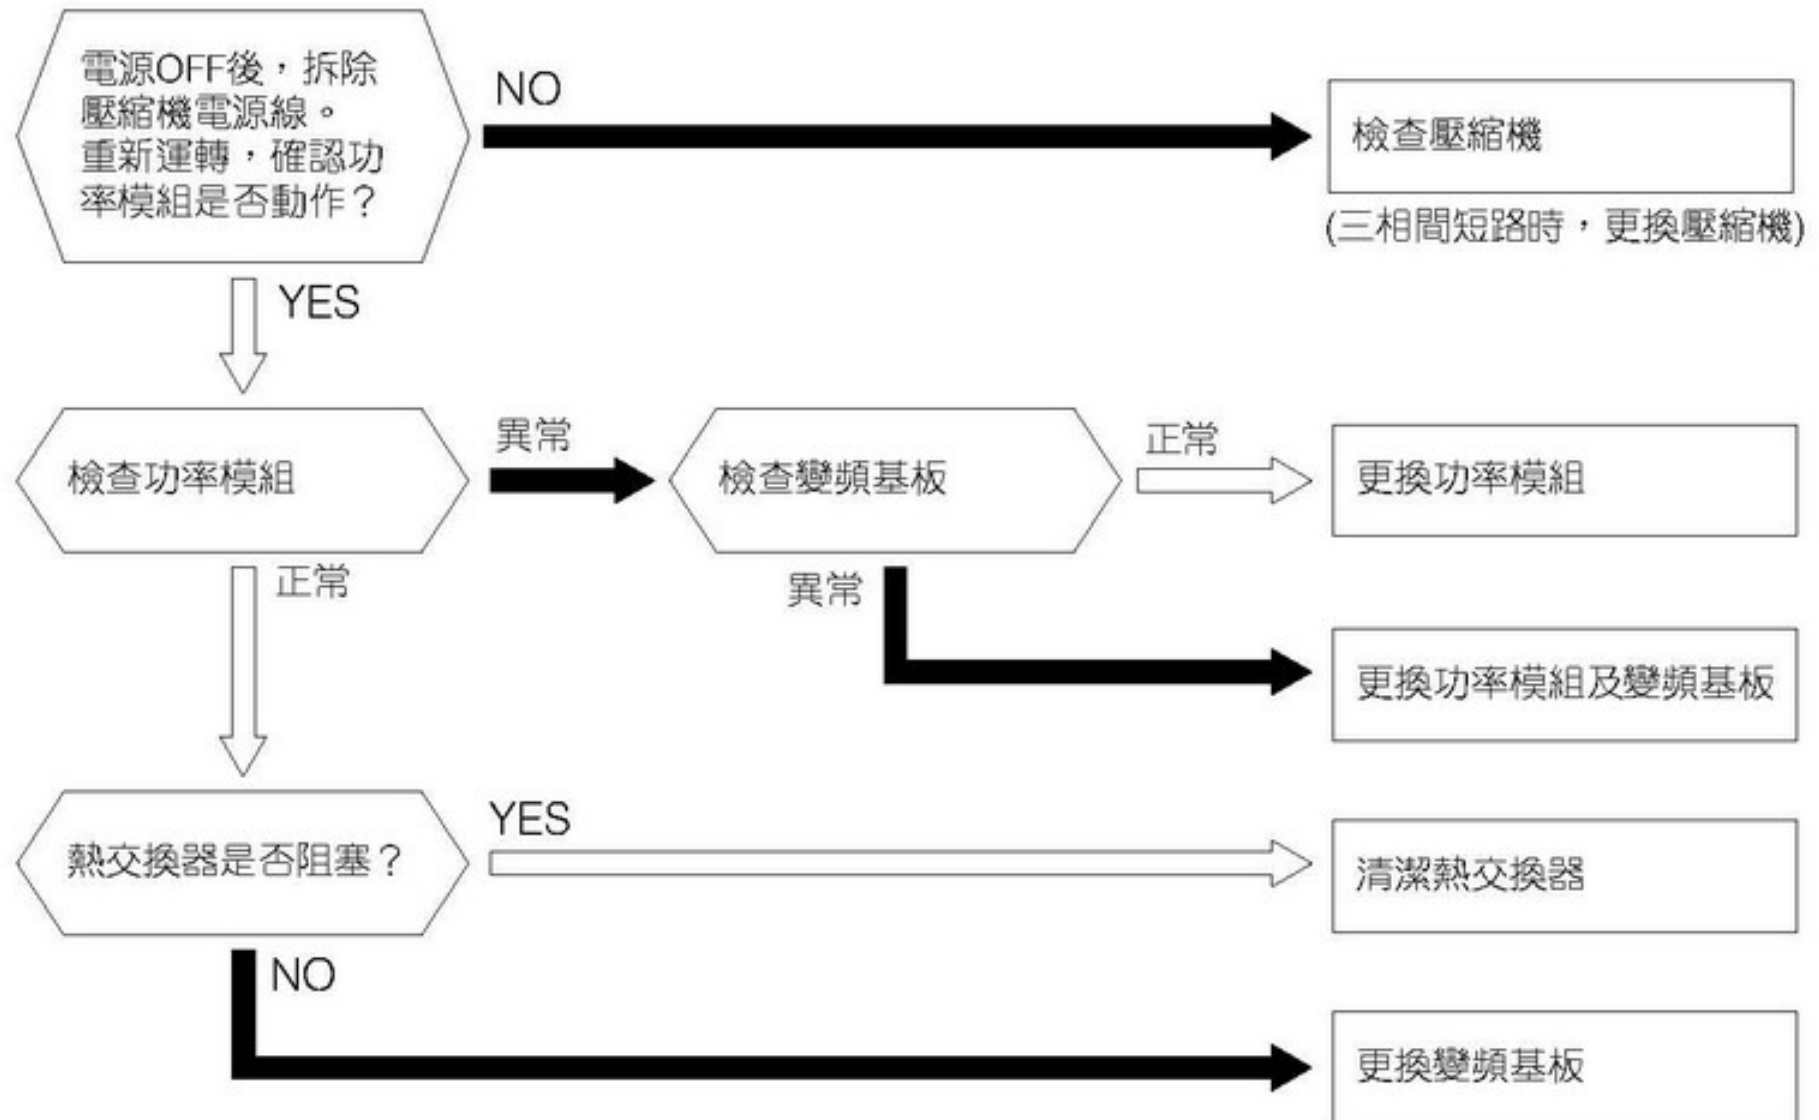 電源OFF後，拆除
壓縮機電源線。
重新運轉，確認功
率模組是否動作？
NO
檢查壓縮機
(三相間短路時，更換壓縮機)
YES
檢查功率模組
異常
檢查變頻基板
正常
更換功率模組
正常
異常
更換功率模組及變頻基板
熱交換器是否阻塞？
YES
清潔熱交換器
NO
更換變頻基板